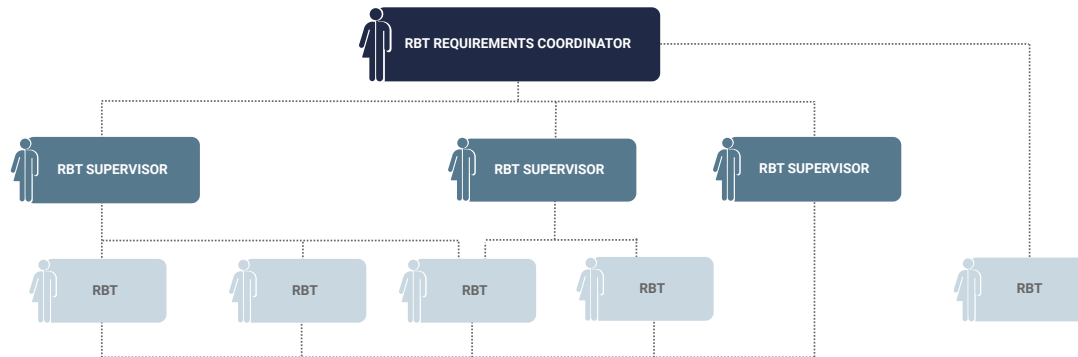 RBT REQUIREMENTS COORDINATOR
RBT SUPERVISOR
RBT SUPERVISOR
RBT SUPERVISOR
RBT
RBT
RBT
RBT
RBT